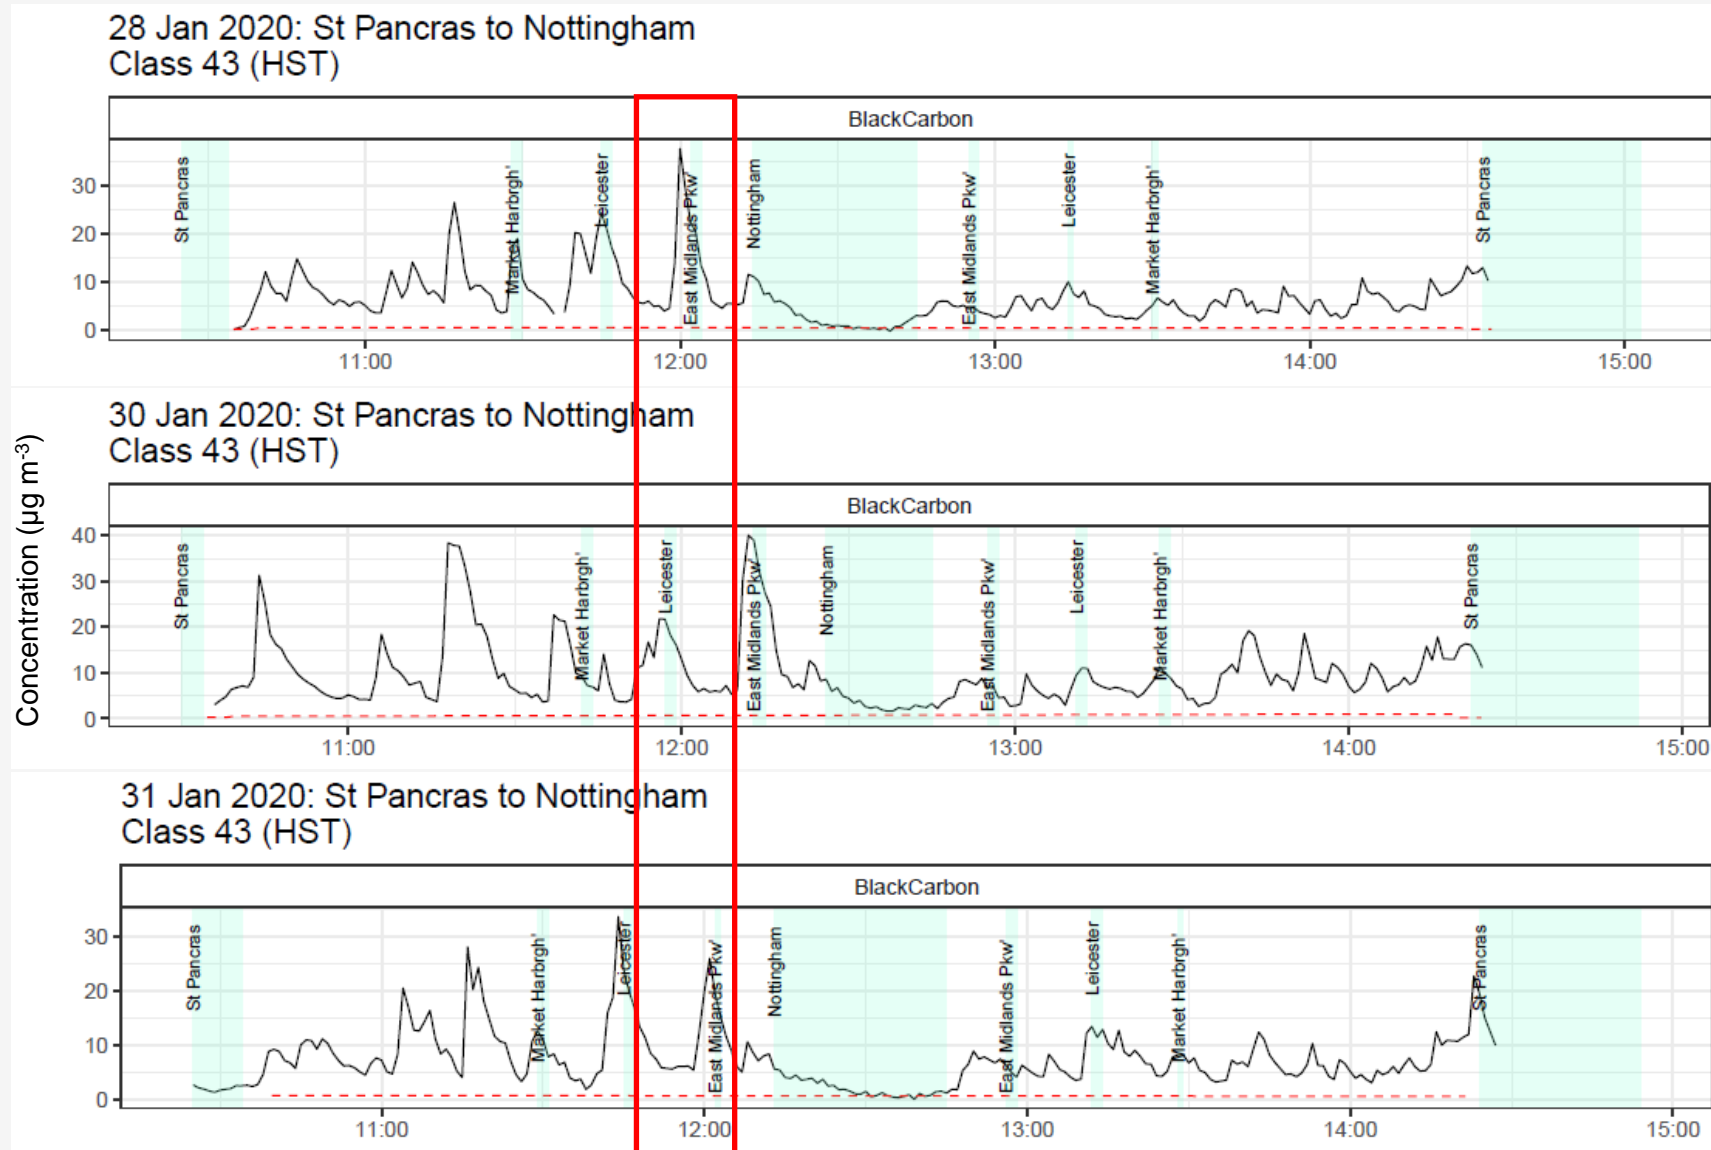 28 Jan 2020: St Pancras to Nottingham
Class 43 (HST)
BlackCarbon
St Pancras
Market Harbrgh'
Leicester
East Midlands Pkw'
Nottingham
East Midlands Pkw'
Leicester
Market Harbrgh'
St Pancras
30
20
10
0
11:00 12:00 13:00 14:00 15:00
Concentration (µg m-3)
30 Jan 2020: St Pancras to Nottingham
Class 43 (HST)
BlackCarbon
St Pancras
Market Harbrgh'
Leicester
East Midlands Pkw'
Nottingham
East Midlands Pkw'
Leicester
Market Harbrgh'
St Pancras
40
30
20
10
0
11:00 12:00 13:00 14:00 15:00
31 Jan 2020: St Pancras to Nottingham
Class 43 (HST)
BlackCarbon
St Pancras
Market Harbrgh'
Leicester
East Midlands Pkw'
Nottingham
East Midlands Pkw'
Leicester
Market Harbrgh'
St Pancras
30
20
10
0
11:00 12:00 13:00 14:00 15:00